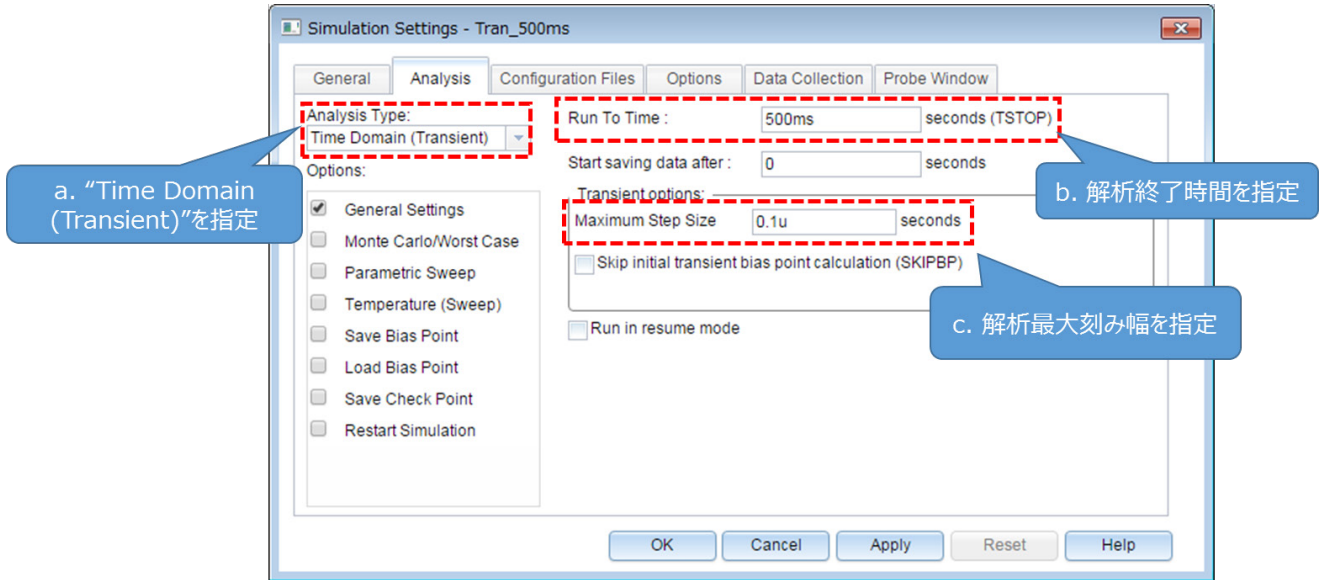 Simulation Settings - Tran_500ms
General
Analysis
Configuration Files
Options
Data Collection
Probe Window
Analysis Type:
Time Domain (Transient)
Options:
General Settings
Monte Carlo/Worst Case
Parametric Sweep
Temperature (Sweep)
Save Bias Point
Load Bias Point
Save Check Point
Restart Simulation
Run To Time : 500ms seconds (TSTOP)
Start saving data after : 0 seconds
Transient options:
Maximum Step Size 0.1u seconds
Skip initial transient bias point calculation (SKIPBP)
Run in resume mode
a. “Time Domain
(Transient)”を指定
b. 解析終了時間を指定
c. 解析最大刻み幅を指定
OK
Cancel
Apply
Reset
Help